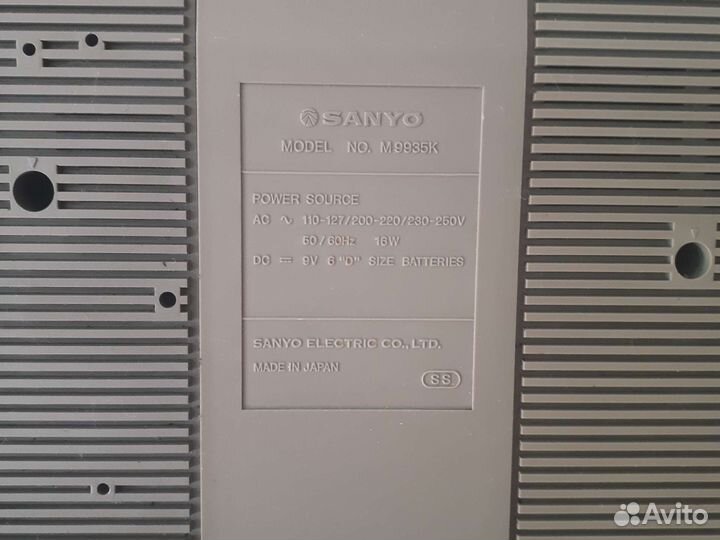 SANYO
MODEL NO. M9935K
POWER SOURCE
AC ∿ 110-127/200-220/230-250V
50/60Hz 16W
DC ⎓ 9V 6 "D" SIZE BATTERIES
SANYO ELECTRIC CO., LTD.
MADE IN JAPAN
SS
Avito